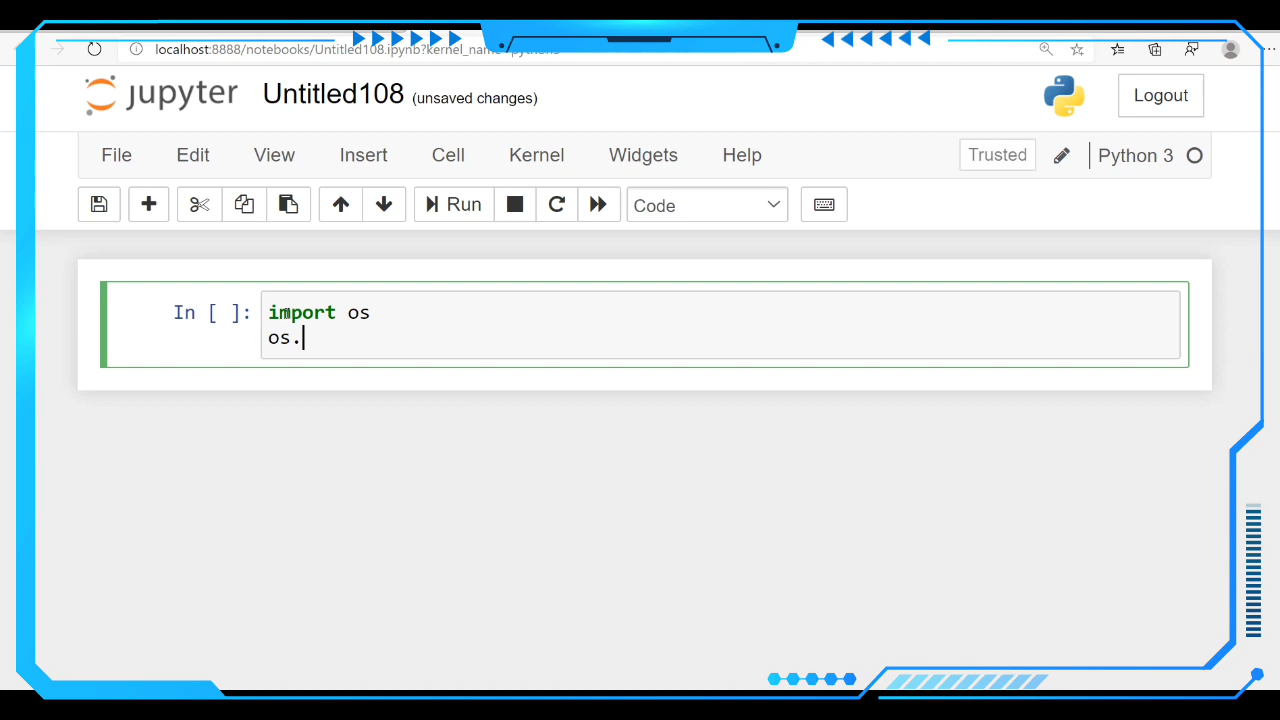 localhost:8888/notebooks/Untitled108.ipynb?kernel_name=python3
jupyter Untitled108 (unsaved changes)
Logout
File Edit View Insert Cell Kernel Widgets Help Trusted Python 3
Run Code
In [ ]: import os
os.